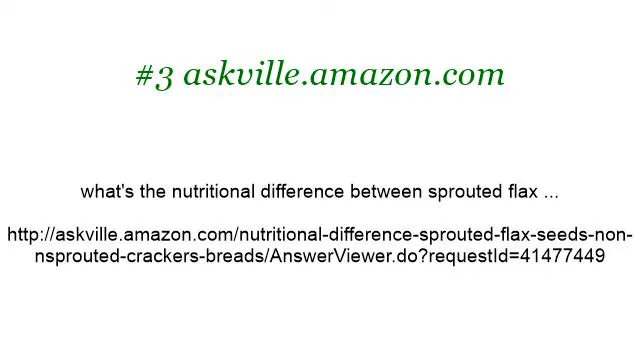 #3 askville.amazon.com
what's the nutritional difference between sprouted flax ...
http://askville.amazon.com/nutritional-difference-sprouted-flax-seeds-non-
nsprouted-crackers-breads/AnswerViewer.do?requestId=41477449